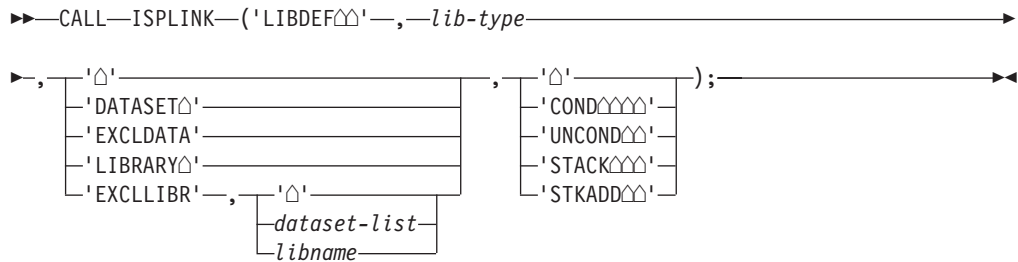 CALL ISPLINK ('LIBDEF⌂⌂' , lib-type
, '⌂' , '⌂' );
'DATASET⌂' 'COND⌂⌂⌂⌂'
'EXCLDATA' 'UNCOND⌂⌂'
'LIBRARY⌂' 'STACK⌂⌂⌂'
'EXCLLIBR' , '⌂' 'STKADD⌂⌂'
dataset-list
libname